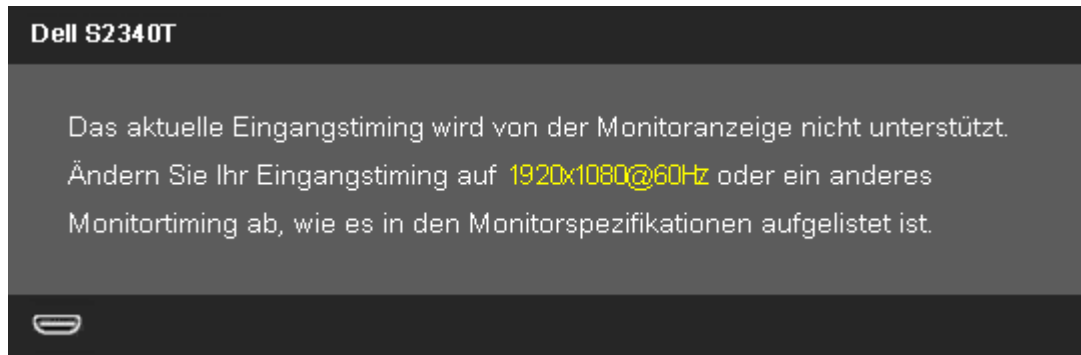 Dell S2340T
Das aktuelle Eingangstiming wird von der Monitoranzeige nicht unterstützt.
Ändern Sie Ihr Eingangstiming auf 1920x1080@60Hz oder ein anderes
Monitortiming ab, wie es in den Monitorspezifikationen aufgelistet ist.